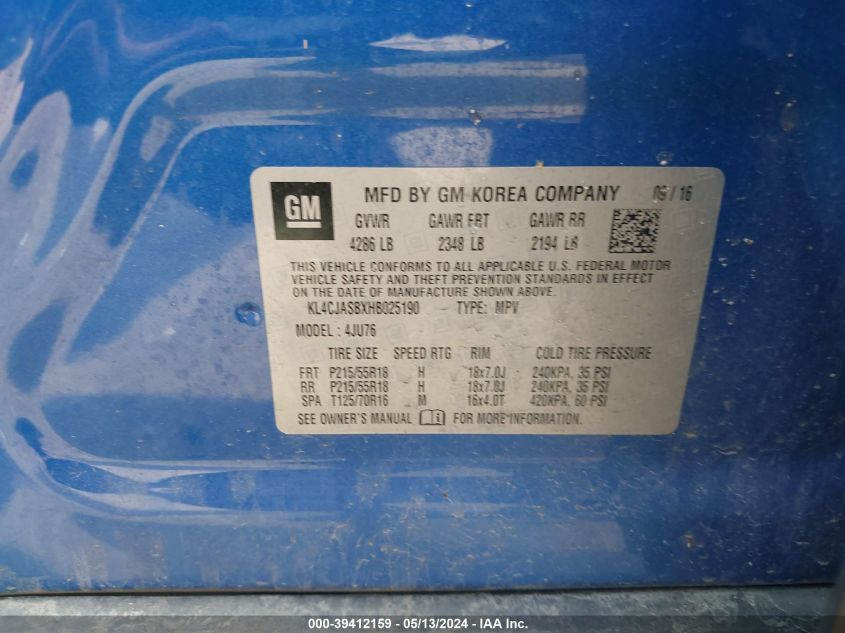 GM
MFD BY GM KOREA COMPANY 09/16
GVWR GAWR FRT GAWR RR
4286 LB 2348 LB 2194 LB
THIS VEHICLE CONFORMS TO ALL APPLICABLE U.S. FEDERAL MOTOR
VEHICLE SAFETY AND THEFT PREVENTION STANDARDS IN EFFECT
ON THE DATE OF MANUFACTURE SHOWN ABOVE.
KL4CJASBXHB025190 TYPE: MPV
MODEL: 4JU76
TIRE SIZE SPEED RTG RIM COLD TIRE PRESSURE
FRT P215/55R18 H 18x7.0J 240KPA, 35 PSI
RR P215/55R18 H 18x7.0J 240KPA, 35 PSI
SPA T125/70R16 M 16x4.0T 420KPA, 60 PSI
SEE OWNER'S MANUAL FOR MORE INFORMATION.
000-39412159 - 05/13/2024 - IAA Inc.